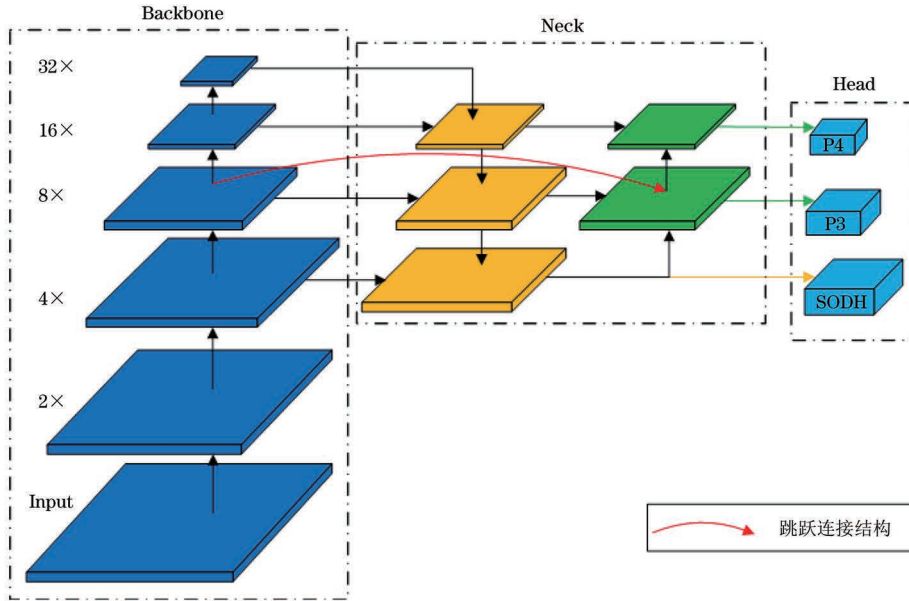 Backbone
Neck
Head
32×
16×
8×
4×
2×
Input
P4
P3
SODH
跳跃连接结构